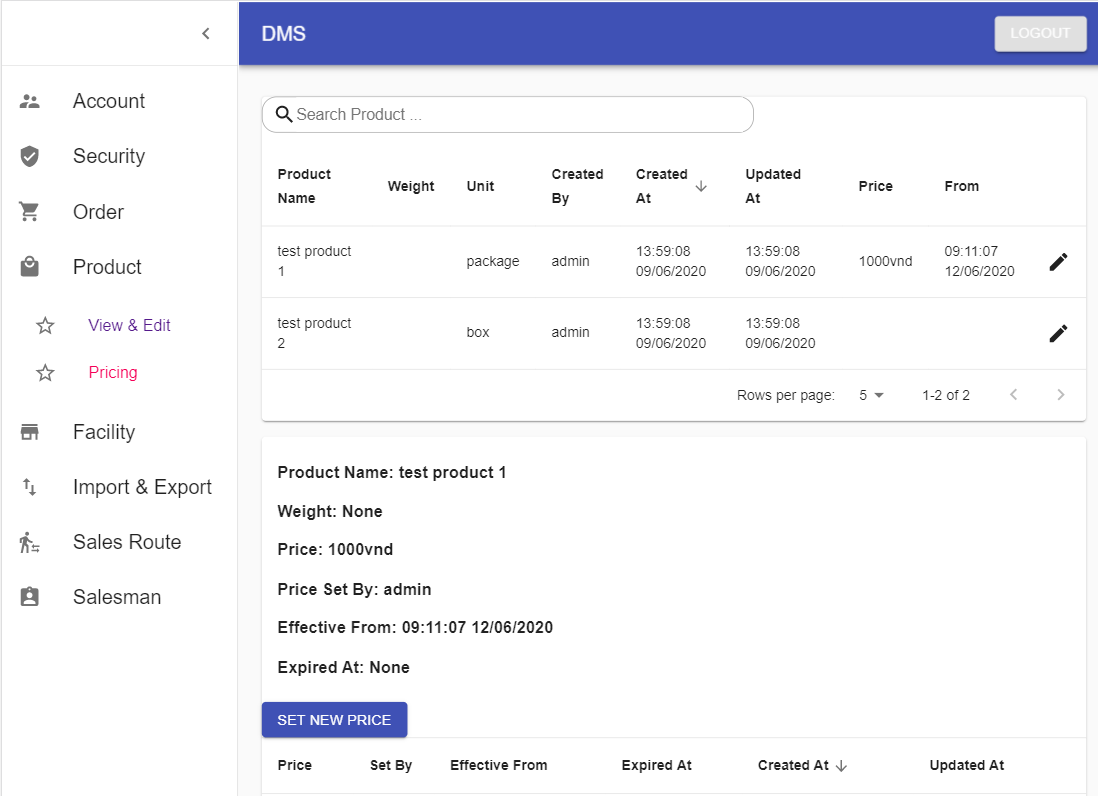 DMS
LOGOUT
Account
Security
Order
Product
View & Edit
Pricing
Facility
Import & Export
Sales Route
Salesman
Search Product ...
Product Name Weight Unit Created By Created At Updated At Price From
test product 1 package admin 13:59:08 09/06/2020 13:59:08 09/06/2020 1000vnd 09:11:07 12/06/2020
test product 2 box admin 13:59:08 09/06/2020 13:59:08 09/06/2020
Rows per page: 5 1-2 of 2
Product Name: test product 1
Weight: None
Price: 1000vnd
Price Set By: admin
Effective From: 09:11:07 12/06/2020
Expired At: None
SET NEW PRICE
Price Set By Effective From Expired At Created At Updated At